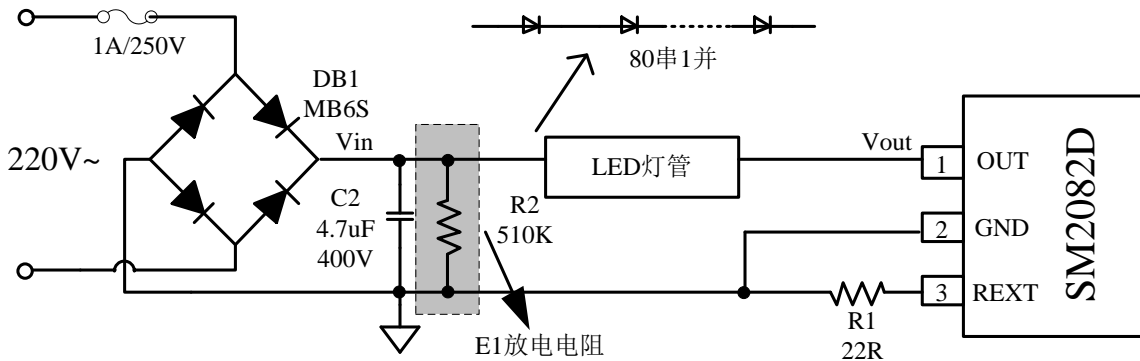 1A/250V
80串1并
DB1
MB6S
220V~
Vin
LED灯管
Vout
1
OUT
C2
4.7uF
400V
R2
510K
2
GND
3
REXT
SM2082D
R1
22R
E1放电电阻